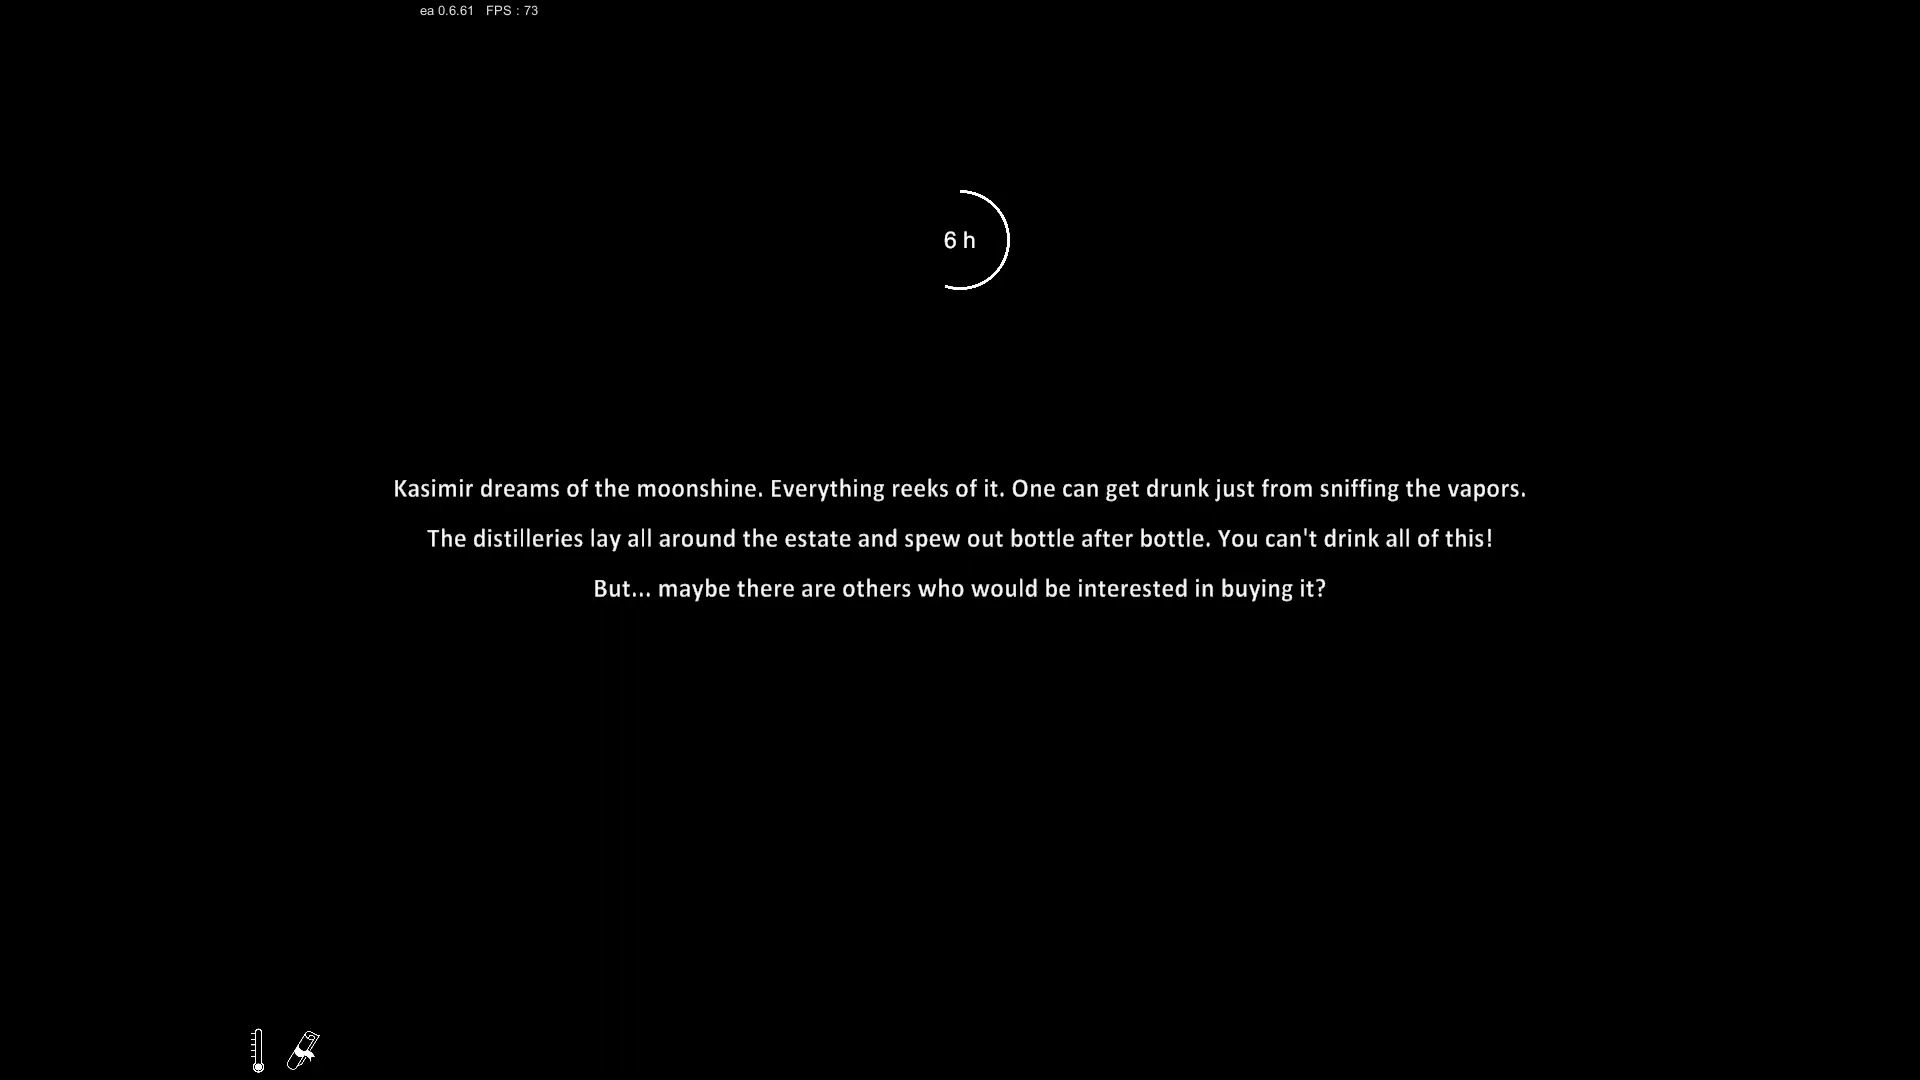 ea 0.6.61 FPS : 73
6 h
Kasimir dreams of the moonshine. Everything reeks of it. One can get drunk just from sniffing the vapors.
The distilleries lay all around the estate and spew out bottle after bottle. You can't drink all of this!
But... maybe there are others who would be interested in buying it?